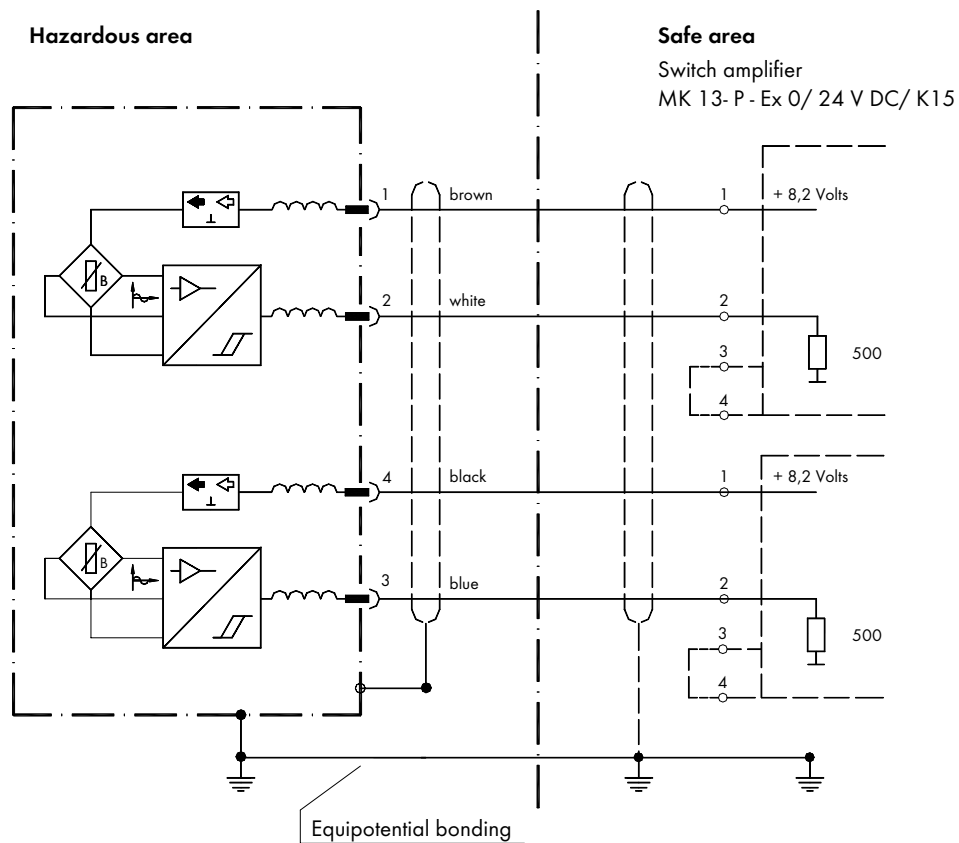 Hazardous area
Safe area
Switch amplifier
MK 13- P - Ex 0/ 24 V DC/ K15
1
brown
1
+ 8,2 Volts
B
2
white
2
500
3
4
4
black
1
+ 8,2 Volts
B
3
blue
2
500
3
4
Equipotential bonding